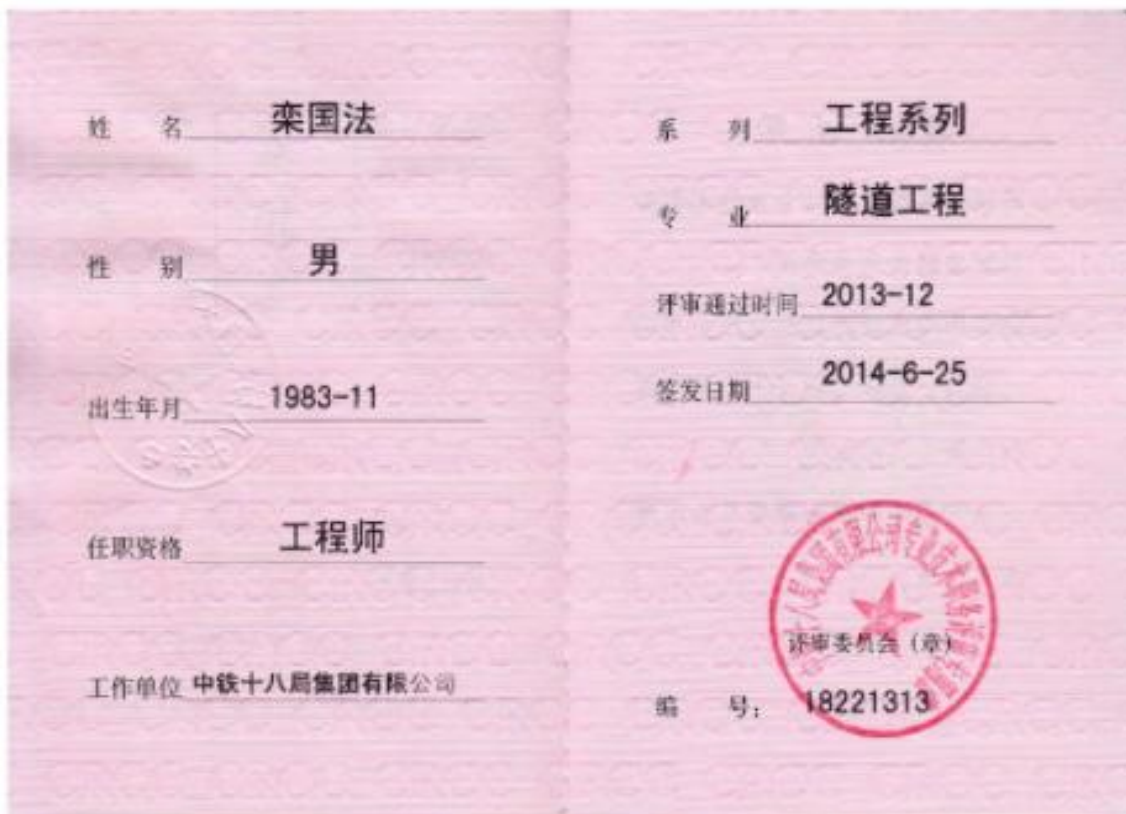 姓 名 栾国法
性 别 男
出生年月 1983-11
任职资格 工程师
工作单位 中铁十八局集团有限公司
系 列 工程系列
专 业 隧道工程
评审通过时间 2013-12
签发日期 2014-6-25
评审委员会（章）
编 号： 18221313